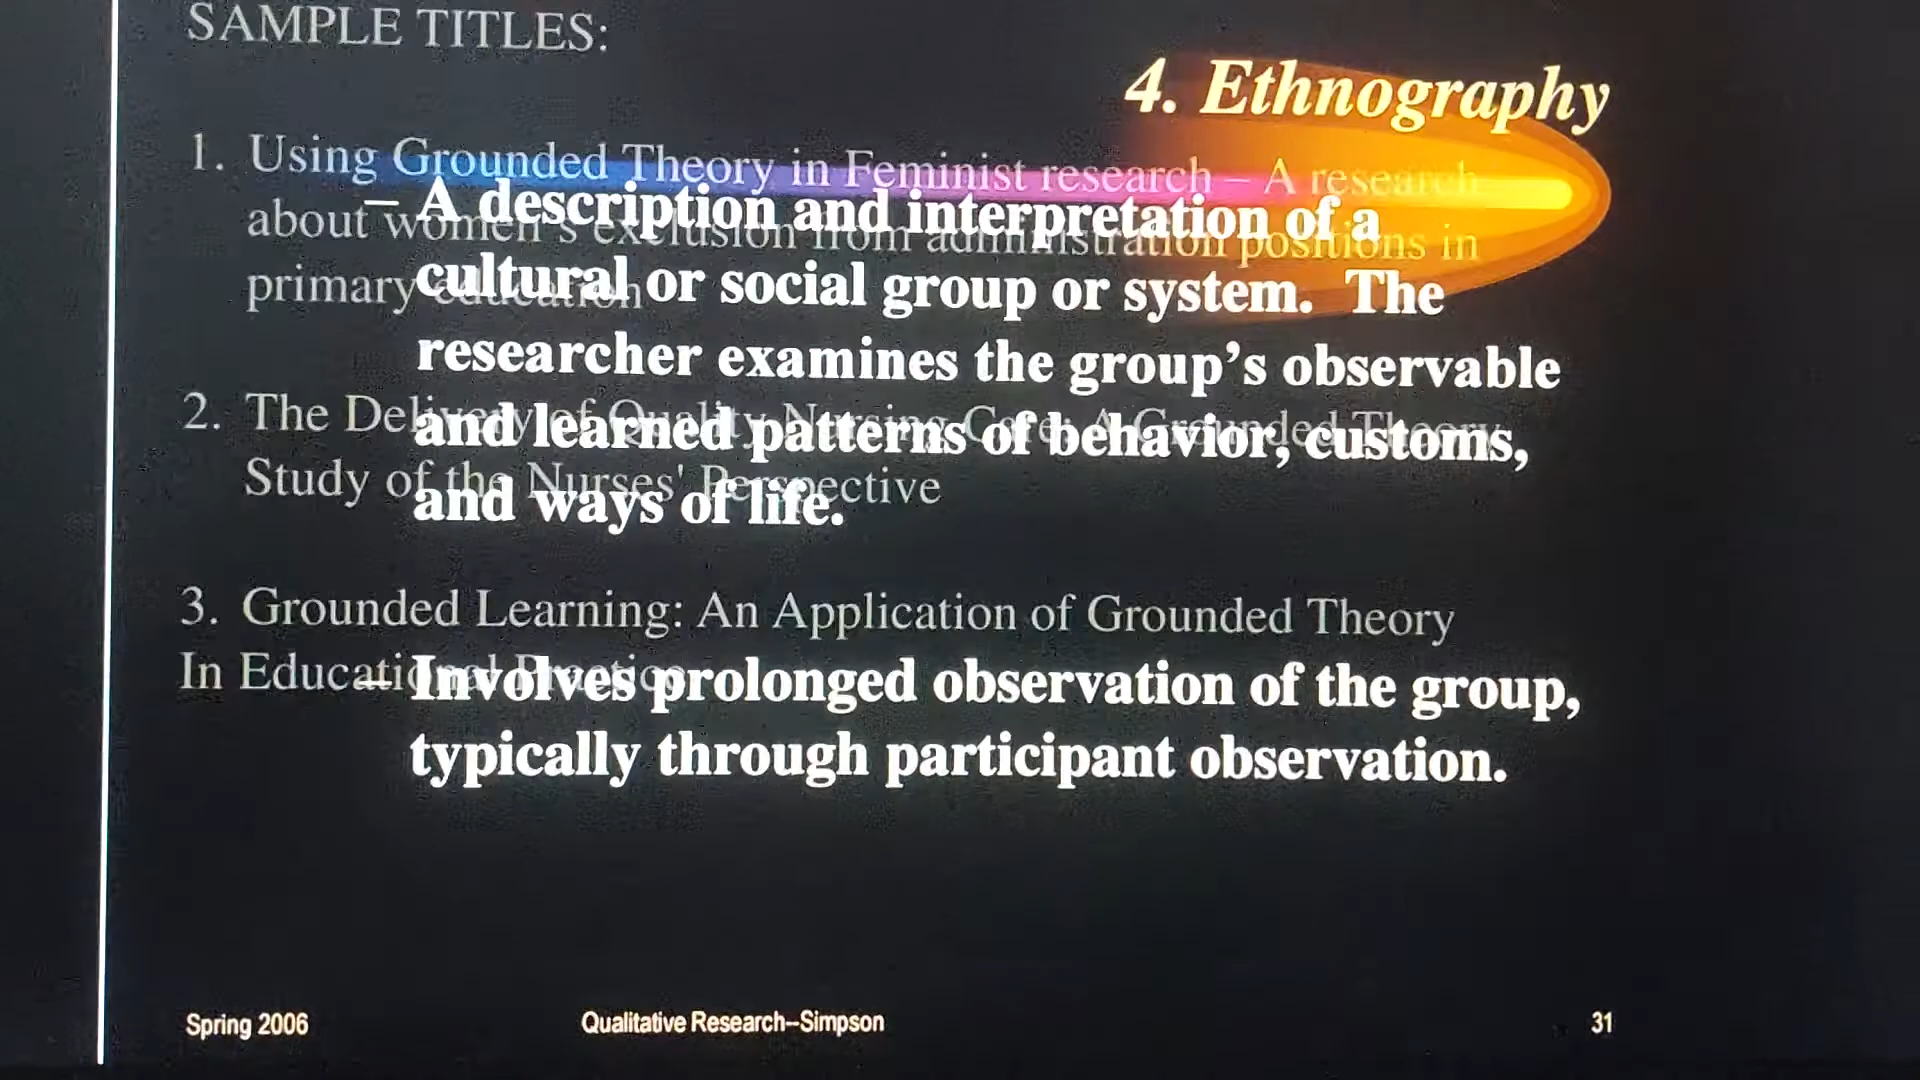 SAMPLE TITLES:
1. Using Grounded Theory in Feminist research – A research
about women's exclusion from administration positions in
primary education
2. The Delivery of Quality Nursing Care: A Grounded Theory
Study of the Nurses' Perspective
3. Grounded Learning: An Application of Grounded Theory
In Educational Practice
4. Ethnography
– A description and interpretation of a
cultural or social group or system. The
researcher examines the group’s observable
and learned patterns of behavior, customs,
and ways of life.
– Involves prolonged observation of the group,
typically through participant observation.
Spring 2006
Qualitative Research--Simpson
31